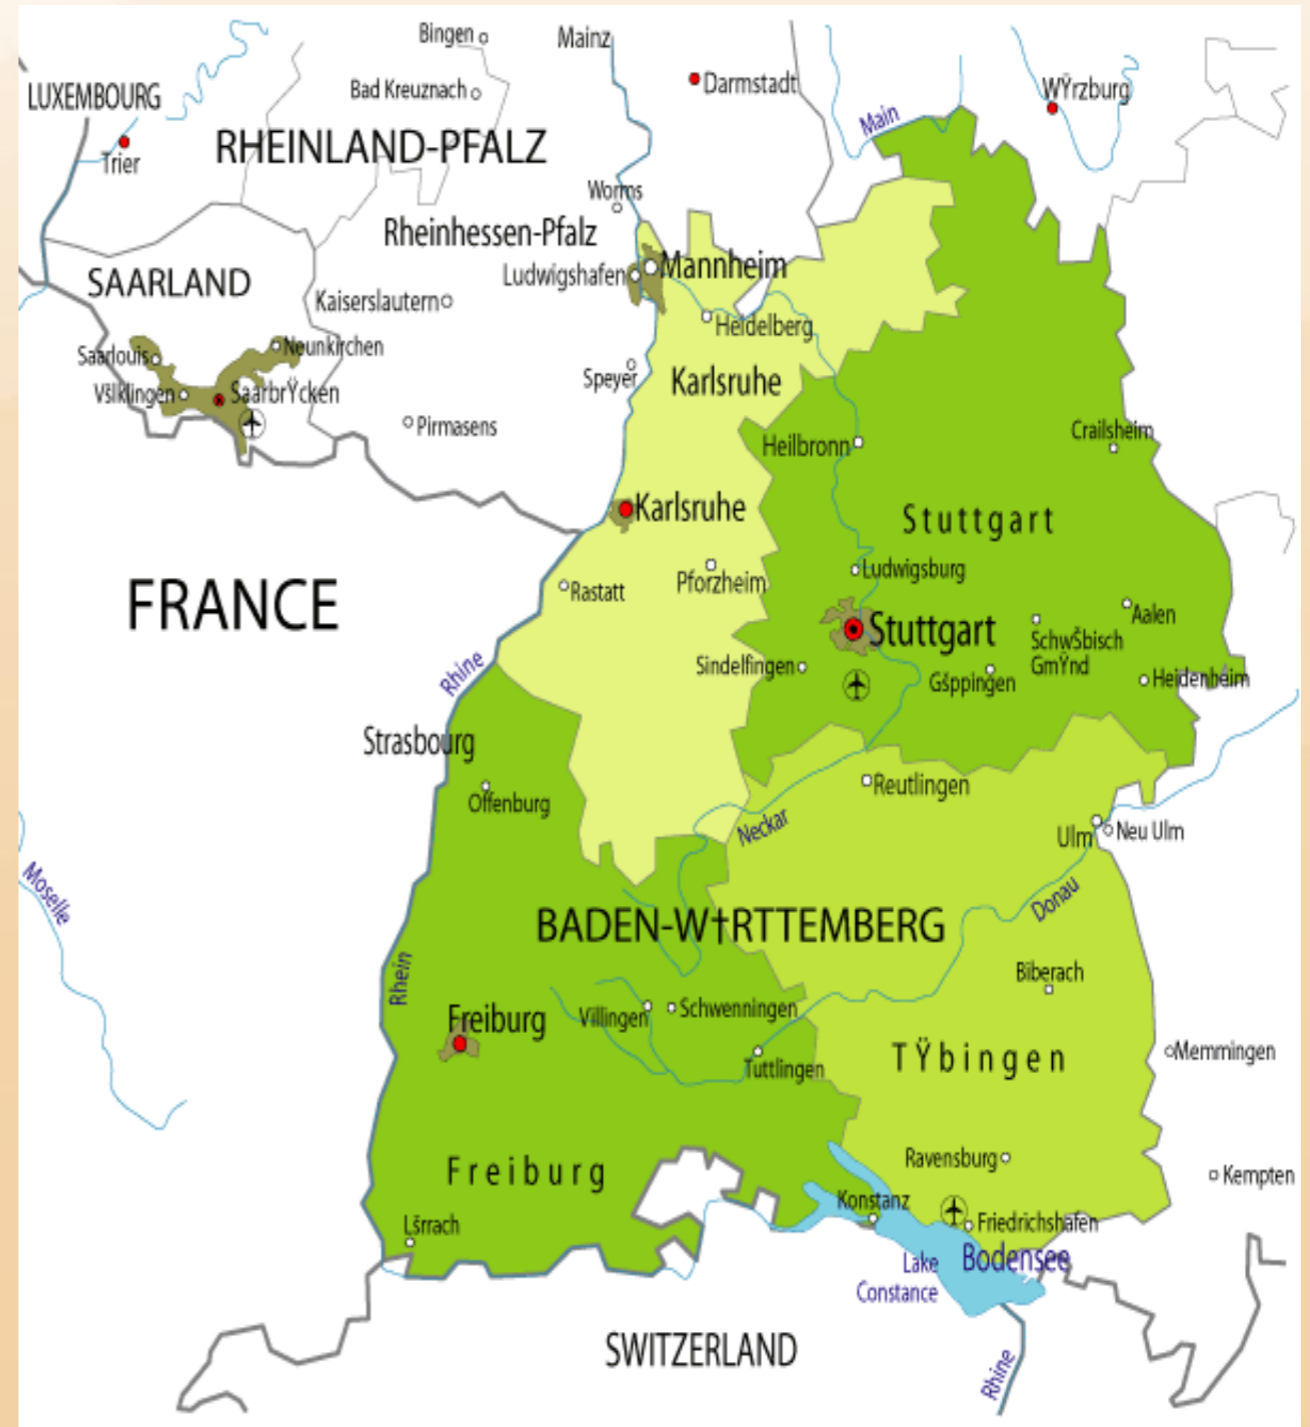 Bingen
Mainz
Darmstadt
WŸrzburg
LUXEMBOURG
Bad Kreuznach
Main
Trier
RHEINLAND-PFALZ
Worms
Rheinhessen-Pfalz
SAARLAND
Ludwigshafen
Mannheim
Kaiserslautern
Heidelberg
Saarlouis
Neunkirchen
Speyer
Karlsruhe
Všlklingen
SaarbrŸcken
Pirmasens
Heilbronn
Crailsheim
Karlsruhe
Stuttgart
FRANCE
Rastatt
Pforzheim
Ludwigsburg
Stuttgart
Aalen
SchwŠbisch
GmŸnd
Rhine
Sindelfingen
Gšppingen
Heidenheim
Strasbourg
Offenburg
Reutlingen
Neckar
Ulm
Neu Ulm
Moselle
Donau
BADEN-W†RTTEMBERG
Rhein
Biberach
Freiburg
Villingen
Schwenningen
Tuttlingen
TŸbingen
Memmingen
Freiburg
Ravensburg
Kempten
Konstanz
Lšrrach
Friedrichshafen
Lake
Constance
Bodensee
SWITZERLAND
Rhine